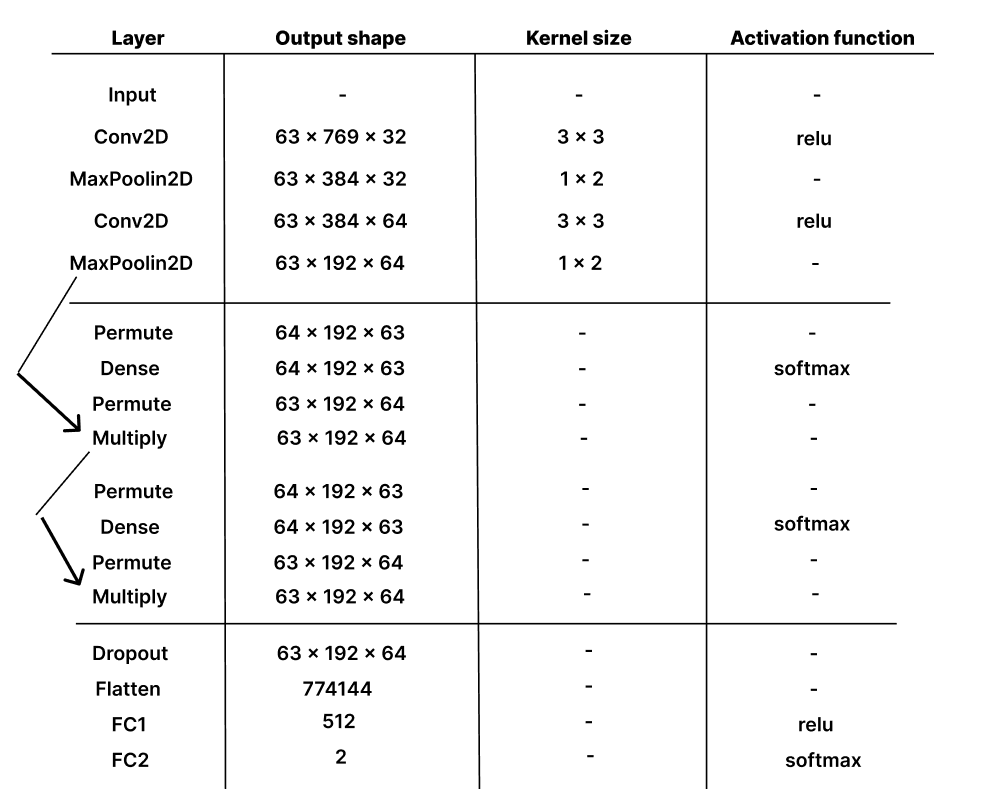 Layer Output shape Kernel size Activation function
Input - - -
Conv2D 63 × 769 × 32 3 × 3 relu
MaxPoolin2D 63 × 384 × 32 1 × 2 -
Conv2D 63 × 384 × 64 3 × 3 relu
MaxPoolin2D 63 × 192 × 64 1 × 2 -
Permute 64 × 192 × 63 - -
Dense 64 × 192 × 63 - softmax
Permute 63 × 192 × 64 - -
Multiply 63 × 192 × 64 - -
Permute 64 × 192 × 63 - -
Dense 64 × 192 × 63 - softmax
Permute 63 × 192 × 64 - -
Multiply 63 × 192 × 64 - -
Dropout 63 × 192 × 64 - -
Flatten 774144 - -
FC1 512 - relu
FC2 2 - softmax